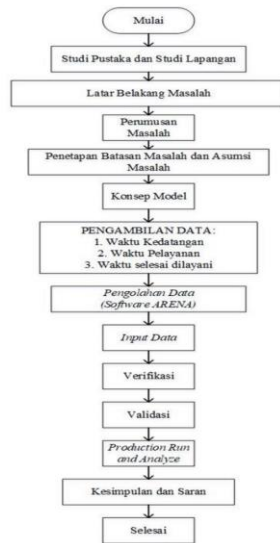 Mulai
Studi Pustaka dan Studi Lapangan
Latar Belakang Masalah
Perumusan
Masalah
Penetapan Batasan Masalah dan Asumsi
Masalah
Konsep Model
PENGAMBILAN DATA:
1. Waktu Kedatangan
2. Waktu Pelayanan
3. Waktu selesai dilayani
Pengolahan Data
(Software ARENA)
Input Data
Verifikasi
Validasi
Production Run
and Analyze
Kesimpulan dan Saran
Selesai